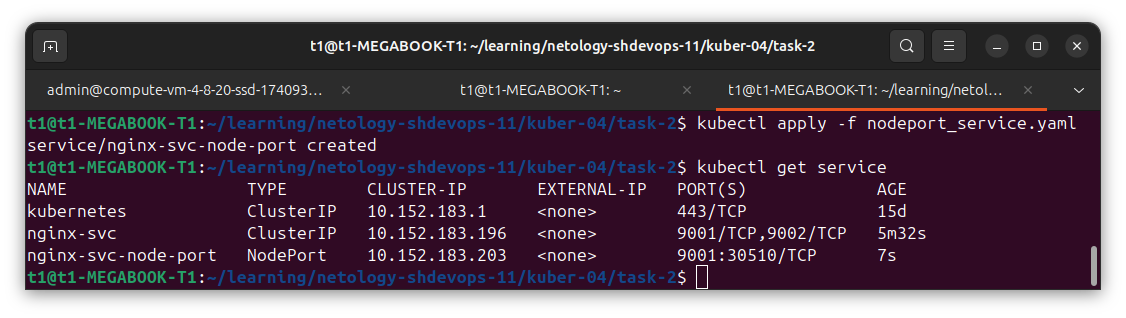 t1@t1-MEGABOOK-T1: ~/learning/netology-shdevops-11/kuber-04/task-2
admin@compute-vm-4-8-20-ssd-174093... × t1@t1-MEGABOOK-T1: ~ × t1@t1-MEGABOOK-T1: ~/learning/netol... ×
t1@t1-MEGABOOK-T1:~/learning/netology-shdevops-11/kuber-04/task-2$ kubectl apply -f nodeport_service.yaml
service/nginx-svc-node-port created
t1@t1-MEGABOOK-T1:~/learning/netology-shdevops-11/kuber-04/task-2$ kubectl get service
NAME TYPE CLUSTER-IP EXTERNAL-IP PORT(S) AGE
kubernetes ClusterIP 10.152.183.1 <none> 443/TCP 15d
nginx-svc ClusterIP 10.152.183.196 <none> 9001/TCP,9002/TCP 5m32s
nginx-svc-node-port NodePort 10.152.183.203 <none> 9001:30510/TCP 7s
t1@t1-MEGABOOK-T1:~/learning/netology-shdevops-11/kuber-04/task-2$